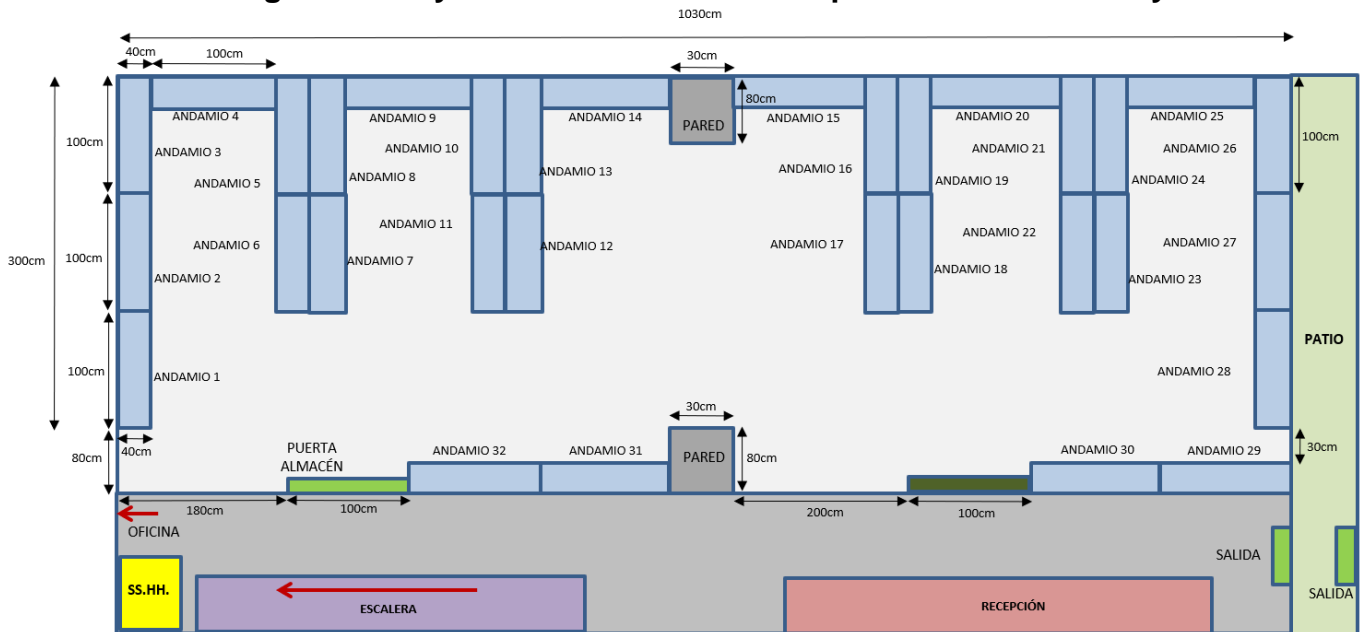 1030cm
40cm
100cm
30cm
80cm
ANDAMIO 4
ANDAMIO 9
ANDAMIO 14
PARED
ANDAMIO 15
ANDAMIO 20
ANDAMIO 25
100cm
ANDAMIO 3
ANDAMIO 10
ANDAMIO 21
ANDAMIO 26
100cm
ANDAMIO 5
ANDAMIO 8
ANDAMIO 13
ANDAMIO 16
ANDAMIO 19
ANDAMIO 24
300cm
100cm
ANDAMIO 6
ANDAMIO 11
ANDAMIO 12
ANDAMIO 17
ANDAMIO 22
ANDAMIO 27
ANDAMIO 2
ANDAMIO 7
ANDAMIO 18
ANDAMIO 23
PATIO
100cm
ANDAMIO 1
ANDAMIO 28
30cm
80cm
40cm
PUERTA
ALMACÉN
ANDAMIO 32
ANDAMIO 31
PARED
80cm
ANDAMIO 30
ANDAMIO 29
30cm
180cm
100cm
200cm
100cm
OFICINA
SALIDA
SS.HH.
ESCALERA
RECEPCIÓN
SALIDA